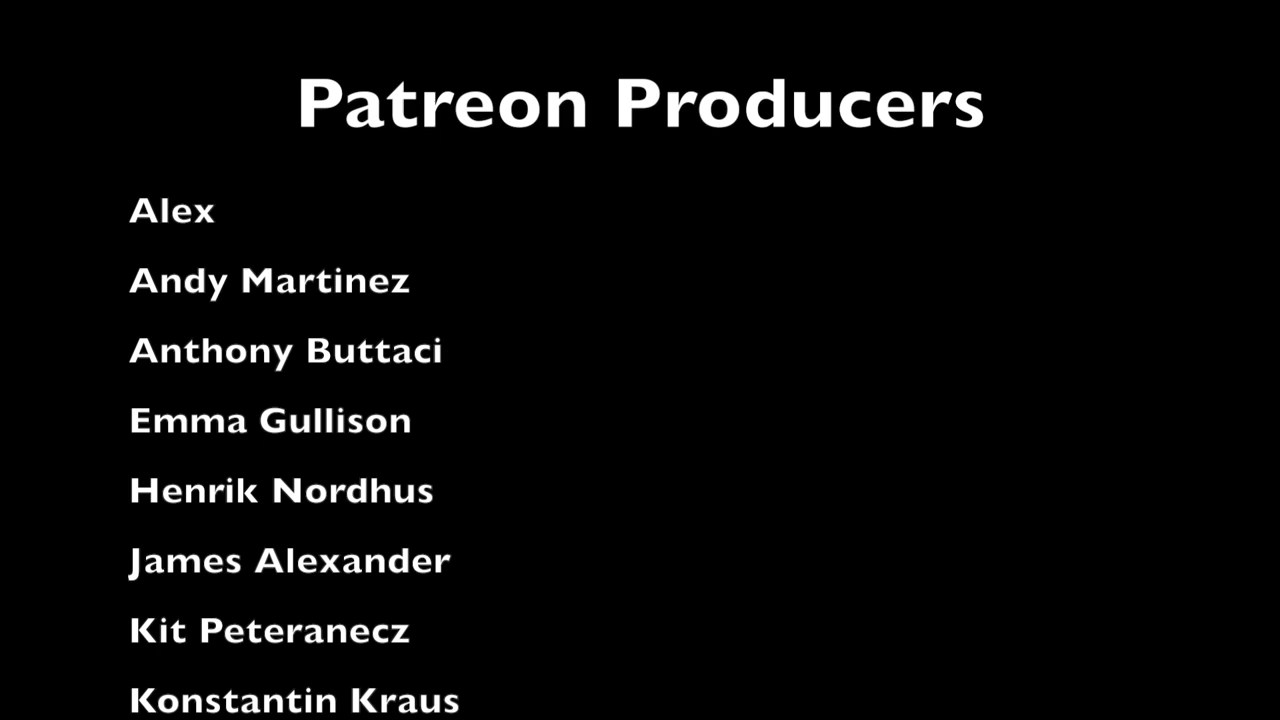 Patreon Producers
Alex
Andy Martinez
Anthony Buttaci
Emma Gullison
Henrik Nordhus
James Alexander
Kit Peteranecz
Konstantin Kraus